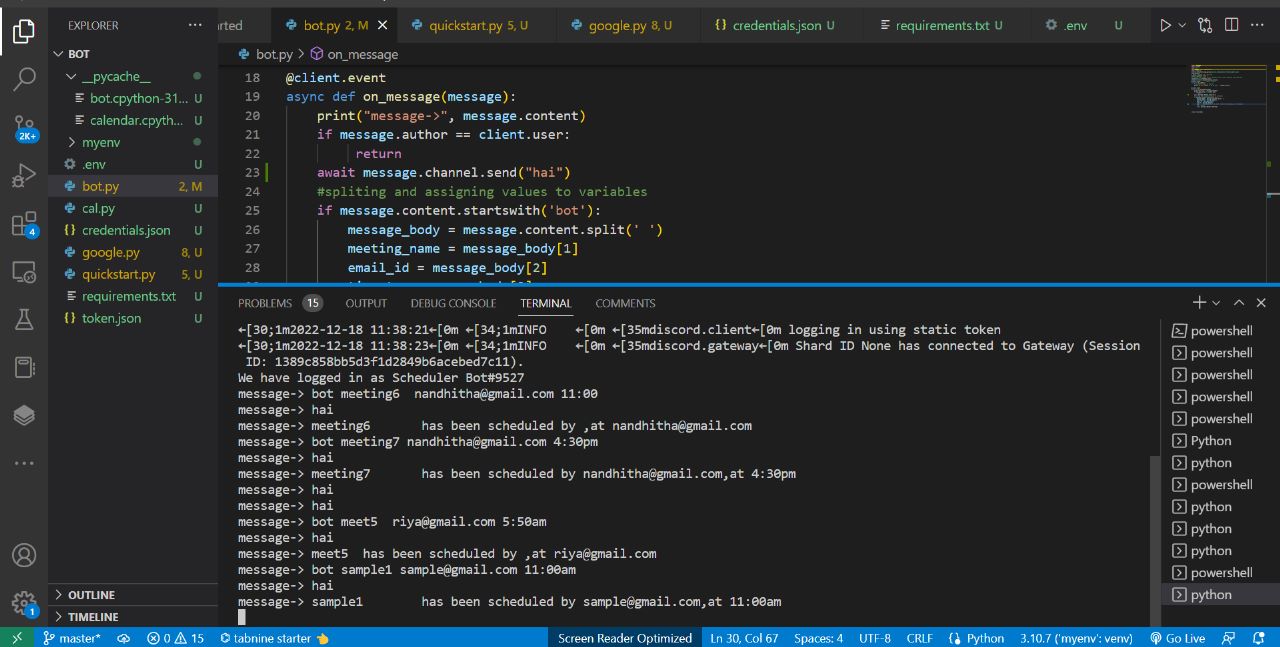 EXPLORER ···
rted bot.py 2, M quickstart.py 5, U google.py 8, U {} credentials.json U requirements.txt U .env U
BOT
__pycache__
bot.cpython-31... U
calendar.cpyth... U
myenv
.env U
bot.py 2, M
cal.py U
{} credentials.json U
google.py 8, U
quickstart.py 5, U
requirements.txt U
{} token.json U
OUTLINE
TIMELINE
2K+
4
1
bot.py > on_message
18 @client.event
19 async def on_message(message):
20 print("message->", message.content)
21 if message.author == client.user:
22 return
23 await message.channel.send("hai")
24 #spliting and assigning values to variables
25 if message.content.startswith('bot'):
26 message_body = message.content.split(' ')
27 meeting_name = message_body[1]
28 email_id = message_body[2]
PROBLEMS 15 OUTPUT DEBUG CONSOLE TERMINAL COMMENTS
←[30;1m2022-12-18 11:38:21←[0m ←[34;1mINFO ←[0m ←[35mdiscord.client←[0m logging in using static token
←[30;1m2022-12-18 11:38:23←[0m ←[34;1mINFO ←[0m ←[35mdiscord.gateway←[0m Shard ID None has connected to Gateway (Session
ID: 1389c858bb5d3f1d2849b6acebed7c11).
We have logged in as Scheduler Bot#9527
message-> bot meeting6  nandhitha@gmail.com 11:00
message-> hai
message-> meeting6 has been scheduled by ,at nandhitha@gmail.com
message-> bot meeting7 nandhitha@gmail.com 4:30pm
message-> hai
message-> meeting7 has been scheduled by nandhitha@gmail.com,at 4:30pm
message-> hai
message-> hai
message-> bot meet5  riya@gmail.com 5:50am
message-> hai
message-> meet5  has been scheduled by ,at riya@gmail.com
message-> bot sample1 sample@gmail.com 11:00am
message-> hai
message-> sample1 has been scheduled by sample@gmail.com,at 11:00am
powershell
powershell
powershell
powershell
powershell
Python
python
powershell
python
python
python
powershell
python
master* 0 15 tabnine starter 👈 Screen Reader Optimized Ln 30, Col 67 Spaces: 4 UTF-8 CRLF Python 3.10.7 ('myenv': venv) Go Live